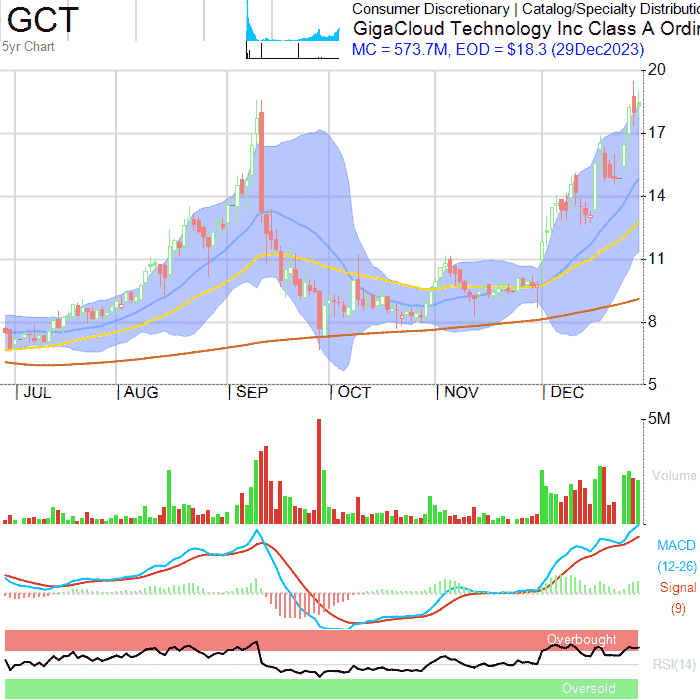 GCT
5yr Chart
Consumer Discretionary | Catalog/Specialty Distributio
GigaCloud Technology Inc Class A Ordin
MC = 573.7M, EOD = $18.3 (29Dec2023)
20
17
14
11
8
5
JUL AUG SEP OCT NOV DEC
5M
Volume
MACD
(12-26)
Signal
(9)
Overbought
RSI(14)
Oversold